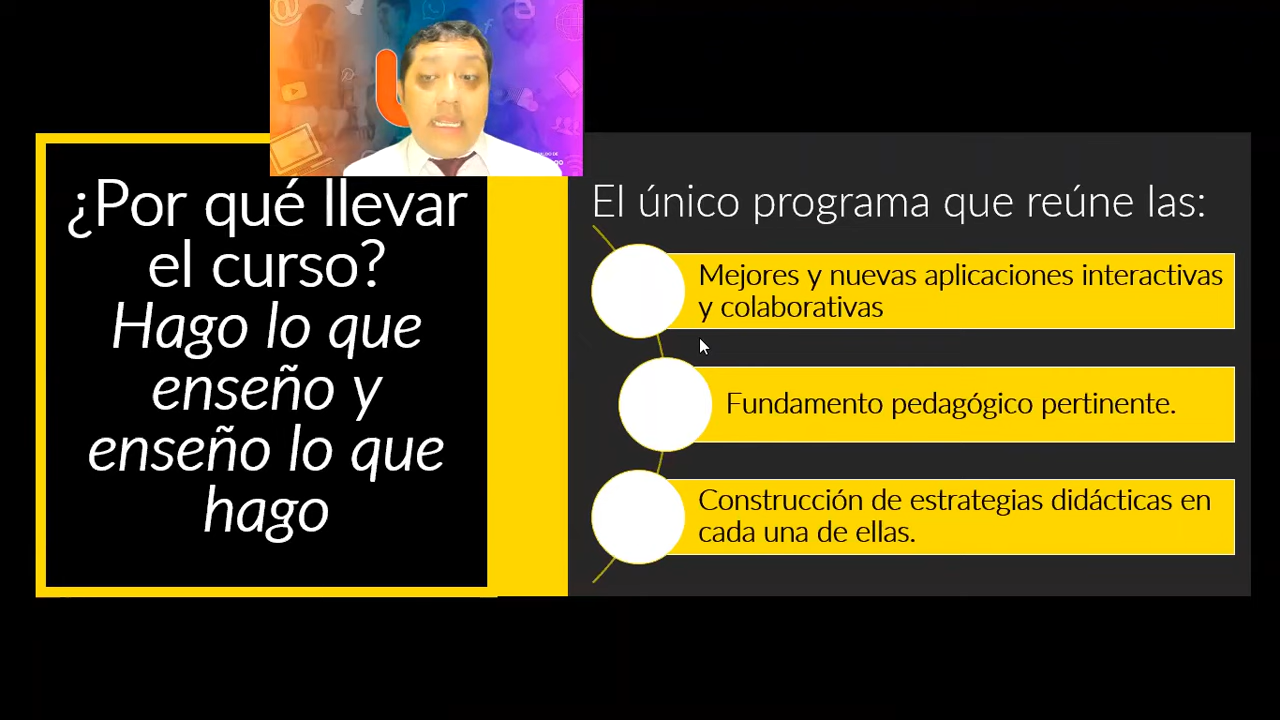 ¿Por qué llevar
el curso?
Hago lo que
enseño y
enseño lo que
hago
El único programa que reúne las:
Mejores y nuevas aplicaciones interactivas
y colaborativas
Fundamento pedagógico pertinente.
Construcción de estrategias didácticas en
cada una de ellas.